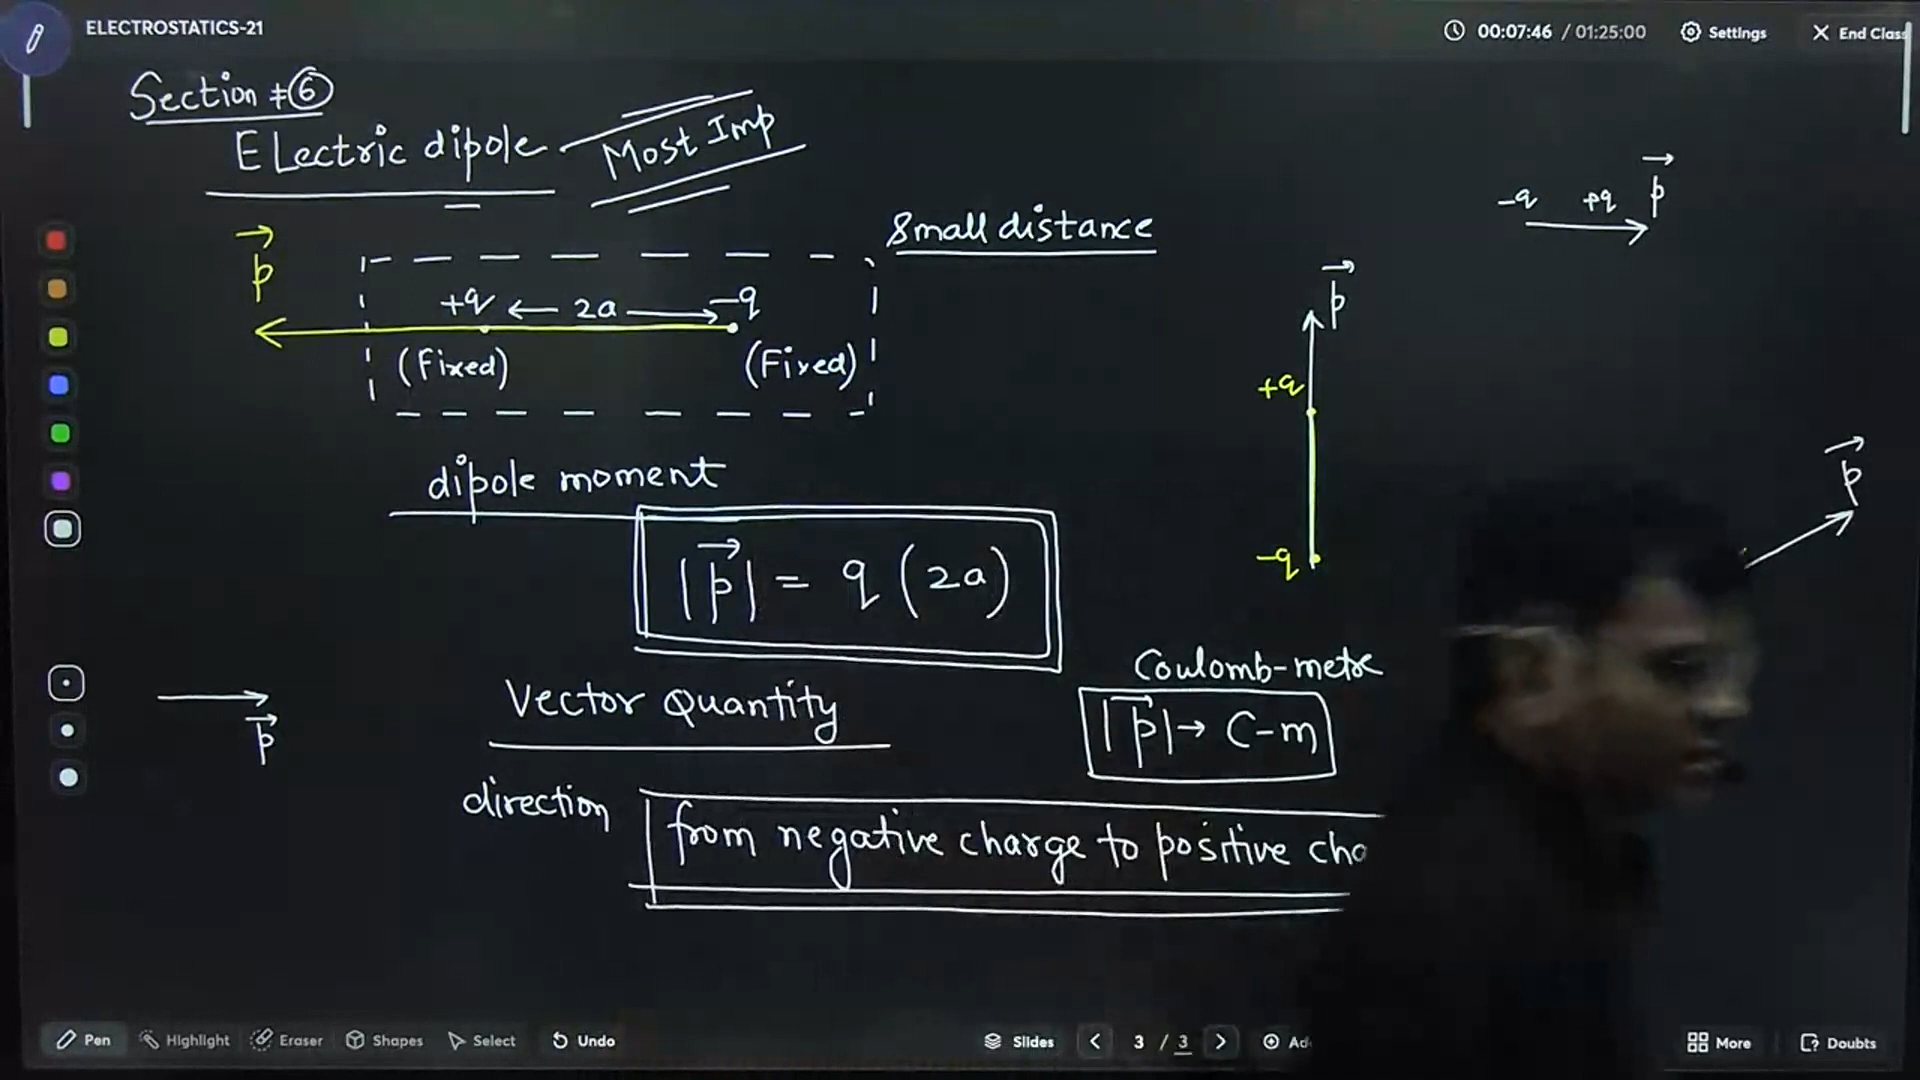 ELECTROSTATICS-21
00:07:46 / 01:25:00
Settings
End Class
Section #6
Electric dipole
Most Imp
Small distance
p
+q
2a
-q
(Fixed)
(Fixed)
-q +q p
p
+q
-q
p
dipole moment
|p| = q (2a)
Vector Quantity
Coulomb-metre
|p| → C-m
p
direction
from negative charge to positive
Pen
Highlight
Eraser
Shapes
Select
Undo
Slides
3 / 3
More
Doubts